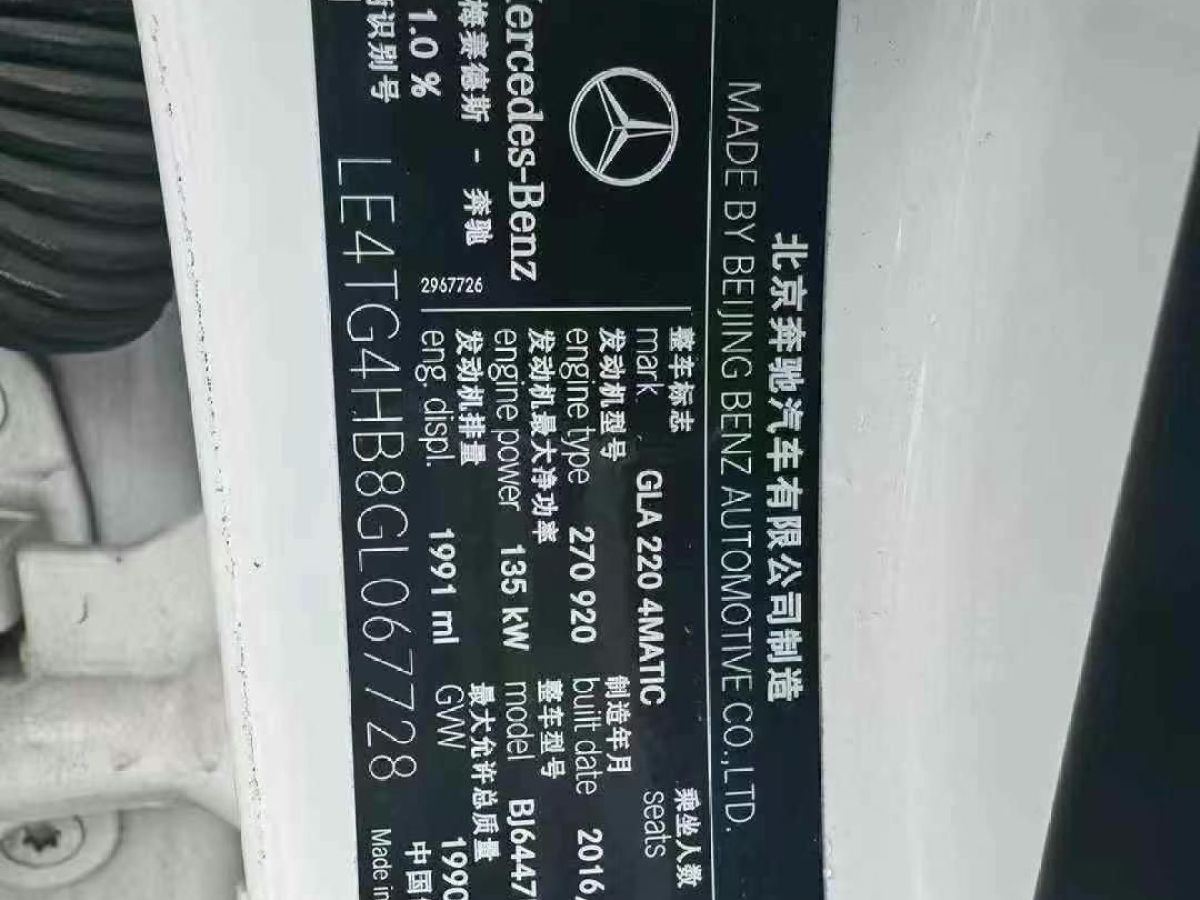 北京奔驰汽车有限公司制造
MADE BY BEIJING BENZ AUTOMOTIVE CO.,LTD.
整车标志
mark GLA 220 4MATIC
乘坐人数
seats
发动机型号
engine type 270 920
制造年月
built date 2016
发动机最大净功率
engine power 135 kW
整车型号
model BJ6447
发动机排量
eng. displ. 1991 ml
最大允许总质量
GVW 1990
Mercedes-Benz
梅赛德斯 - 奔驰
2967726
1.0 %
识别号
LE4TG4HB8GL067728
中国
Made in